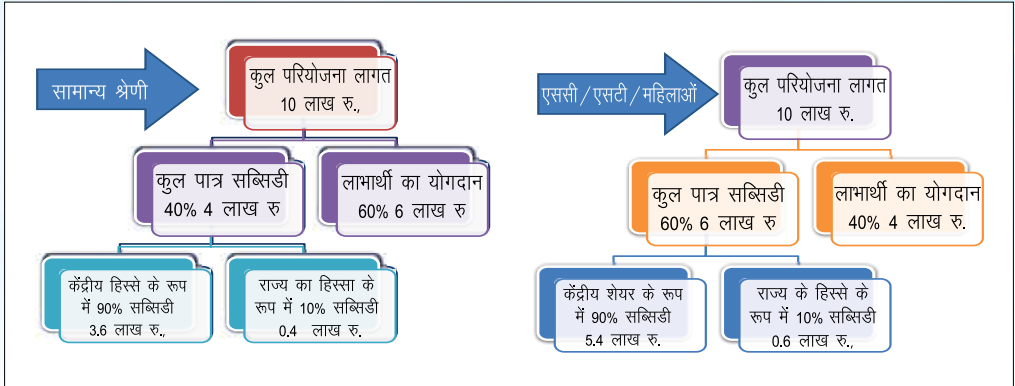 सामान्य श्रेणी
कुल परियोजना लागत
10 लाख रु.,
कुल पात्र सब्सिडी
40% 4 लाख रु
लाभार्थी का योगदान
60% 6 लाख रु
केंद्रीय हिस्से के रूप
में 90% सब्सिडी
3.6 लाख रु.,
राज्य का हिस्सा के
रूप में 10% सब्सिडी
0.4 लाख रु.
एससी/एसटी/महिलाओं
कुल परियोजना लागत
10 लाख रु.
कुल पात्र सब्सिडी
60% 6 लाख रु
लाभार्थी का योगदान
40% 4 लाख रु.
केंद्रीय शेयर के रूप
में 90% सब्सिडी
5.4 लाख रु.
राज्य के हिस्से के
रूप में 10% सब्सिडी
0.6 लाख रु.,